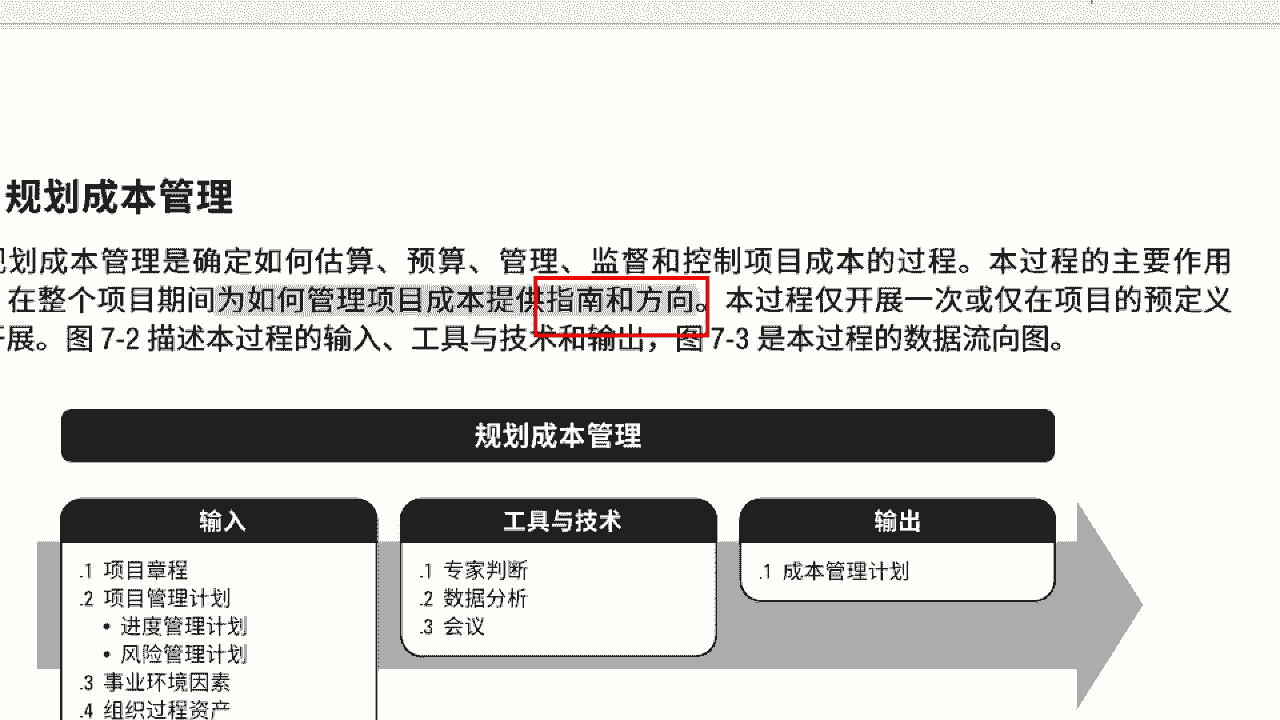 规划成本管理
规划成本管理是确定如何估算、预算、管理、监督和控制项目成本的过程。本过程的主要作用
在整个项目期间为如何管理项目成本提供指南和方向。本过程仅开展一次或仅在项目的预定义
开展。图 7-2 描述本过程的输入、工具与技术和输出，图 7-3 是本过程的数据流向图。
规划成本管理
输入
.1 项目章程
.2 项目管理计划
• 进度管理计划
• 风险管理计划
.3 事业环境因素
.4 组织过程资产
工具与技术
.1 专家判断
.2 数据分析
.3 会议
输出
.1 成本管理计划